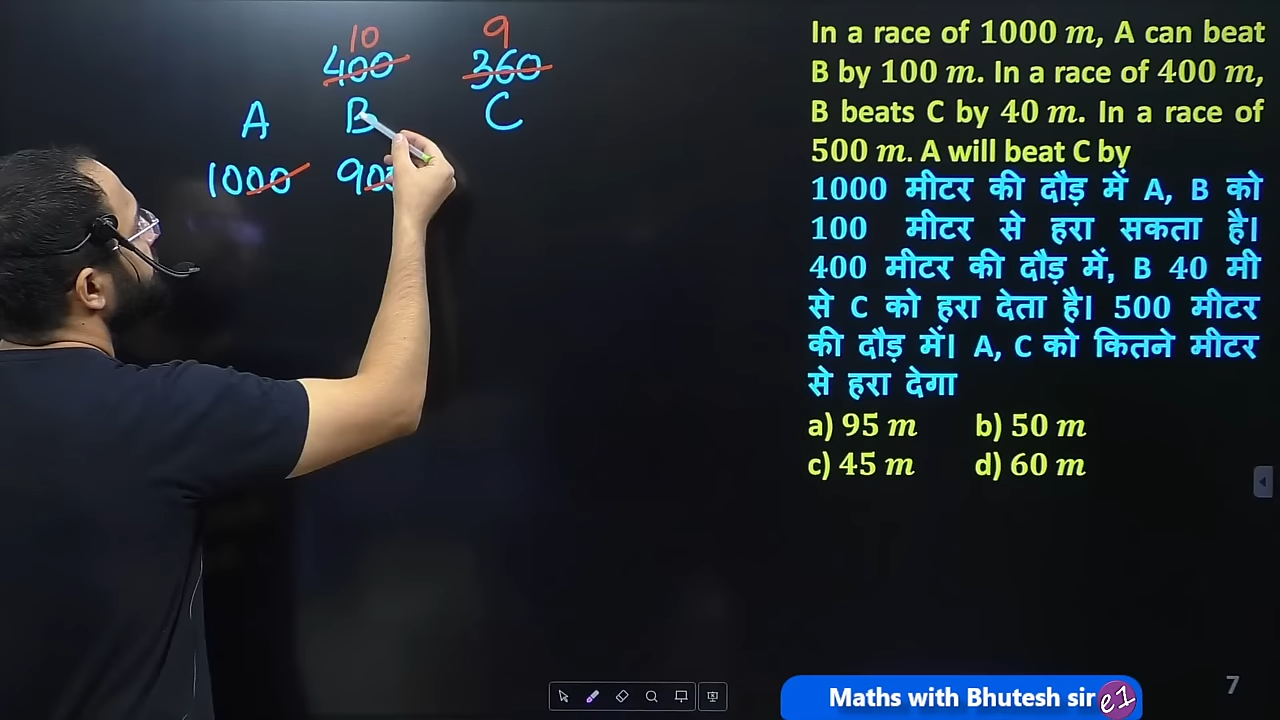 10 9
400 360
A B C
1000
In a race of 1000 m, A can beat
B by 100 m. In a race of 400 m,
B beats C by 40 m. In a race of
500 m. A will beat C by
1000 मीटर की दौड़ में A, B को
100 मीटर से हरा सकता है।
400 मीटर की दौड़ में, B 40 मी
से C को हरा देता है। 500 मीटर
की दौड़ में। A, C को कितने मीटर
से हरा देगा
a) 95 m b) 50 m
c) 45 m d) 60 m
Maths with Bhutesh sir e1
7